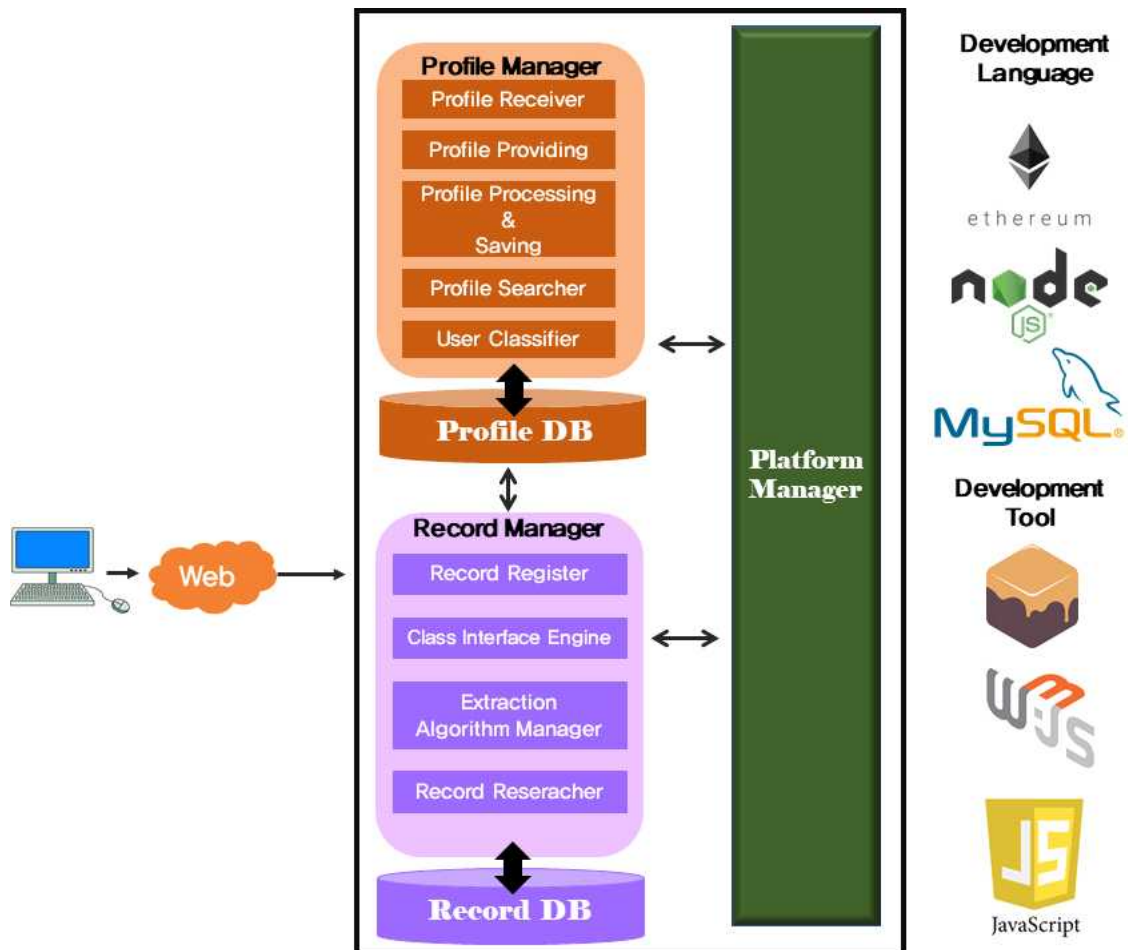 Profile Manager
Profile Receiver
Profile Providing
Profile Processing
&
Saving
Profile Searcher
User Classifier
Profile DB
Record Manager
Record Register
Class Interface Engine
Extraction
Algorithm Manager
Record Reseracher
Record DB
Web
Platform
Manager
Development
Language
ethereum
node
JS
MySQL®
Development
Tool
W3JS
JS
JavaScript